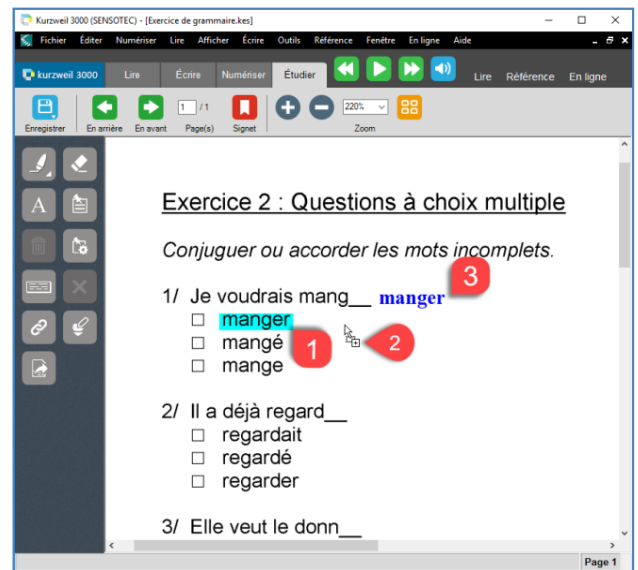 Kurzweil 3000 (SENSOTEC) - [Exercice de grammaire.kes]
Fichier Éditer Numériser Lire Afficher Écrire Outils Référence Fenêtre En ligne Aide
kurzweil 3000 Lire Écrire Numériser Étudier Lire Référence En ligne
1 / 1 220%
Enregistrer En arrière En avant Page(s) Signet Zoom
Exercice 2 : Questions à choix multiple
Conjuguer ou accorder les mots incomplets.
3
1/ Je voudrais mang__ manger
manger
mangé 1 2
mange
2/ Il a déjà regard__
regardait
regardé
regarder
3/ Elle veut le donn__
Page 1